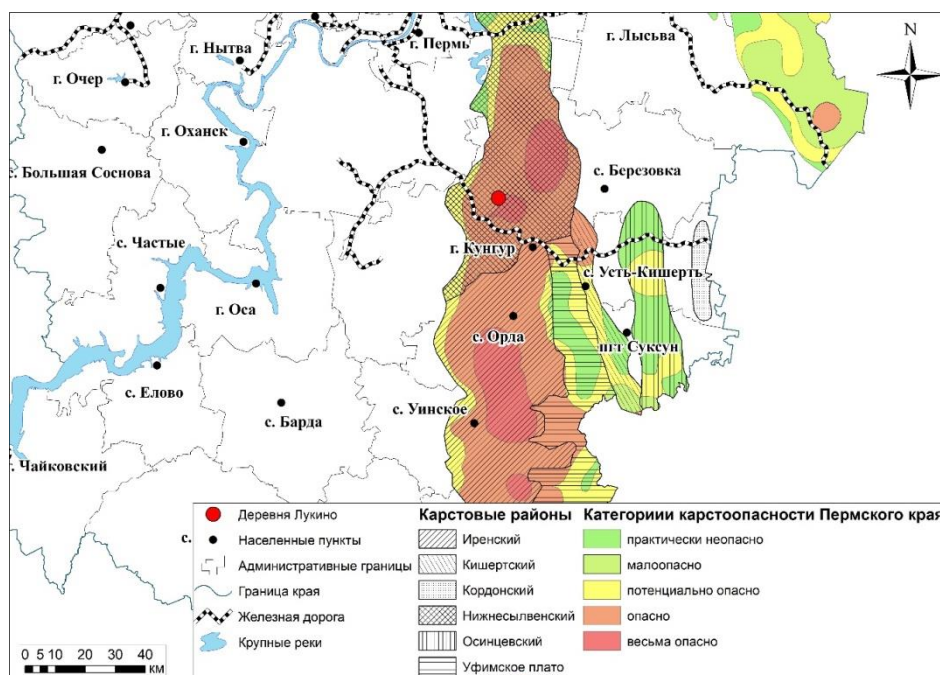 г. Нытва
г. Пермь
г. Лысьва
N
г. Очер
г. Оханск
с. Большая Соснова
с. Березовка
с. Частые
г. Кунгур
с. Усть-Кишерть
г. Оса
с. Орда
пгт Суксун
с. Елово
с. Барда
с. Уинское
г. Чайковский
с.
Деревня Лукино
Населенные пункты
Административные границы
Граница края
Железная дорога
Крупные реки
Карстовые районы
Иренский
Кишертский
Кордонский
Нижнесылвенский
Осинцевский
Уфимское плато
Категориии карстоопасности Пермского края
практически неопасно
малоопасно
потенциально опасно
опасно
весьма опасно
0 5 10 20 30 40
КМ